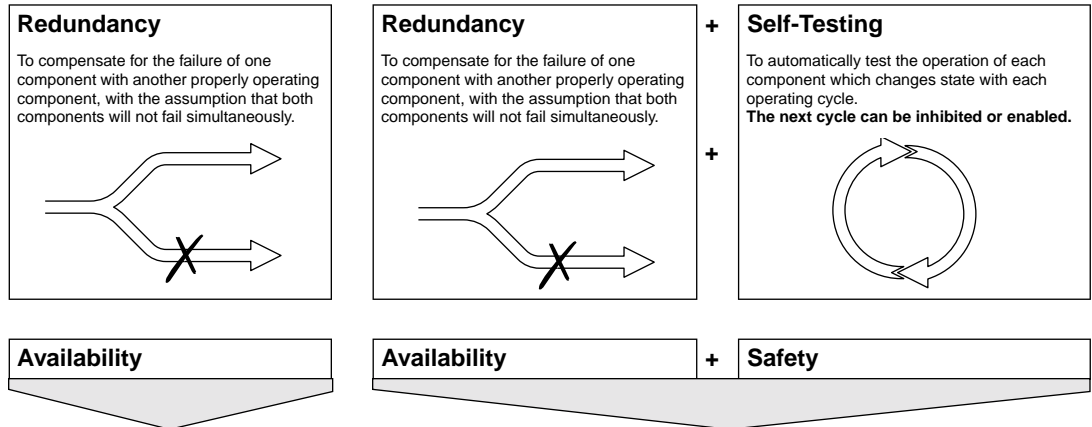 Redundancy
To compensate for the failure of one
component with another properly operating
component, with the assumption that both
components will not fail simultaneously.
Redundancy
To compensate for the failure of one
component with another properly operating
component, with the assumption that both
components will not fail simultaneously.
+
+
Self-Testing
To automatically test the operation of each
component which changes state with each
operating cycle.
The next cycle can be inhibited or enabled.
Availability
Availability
+
Safety